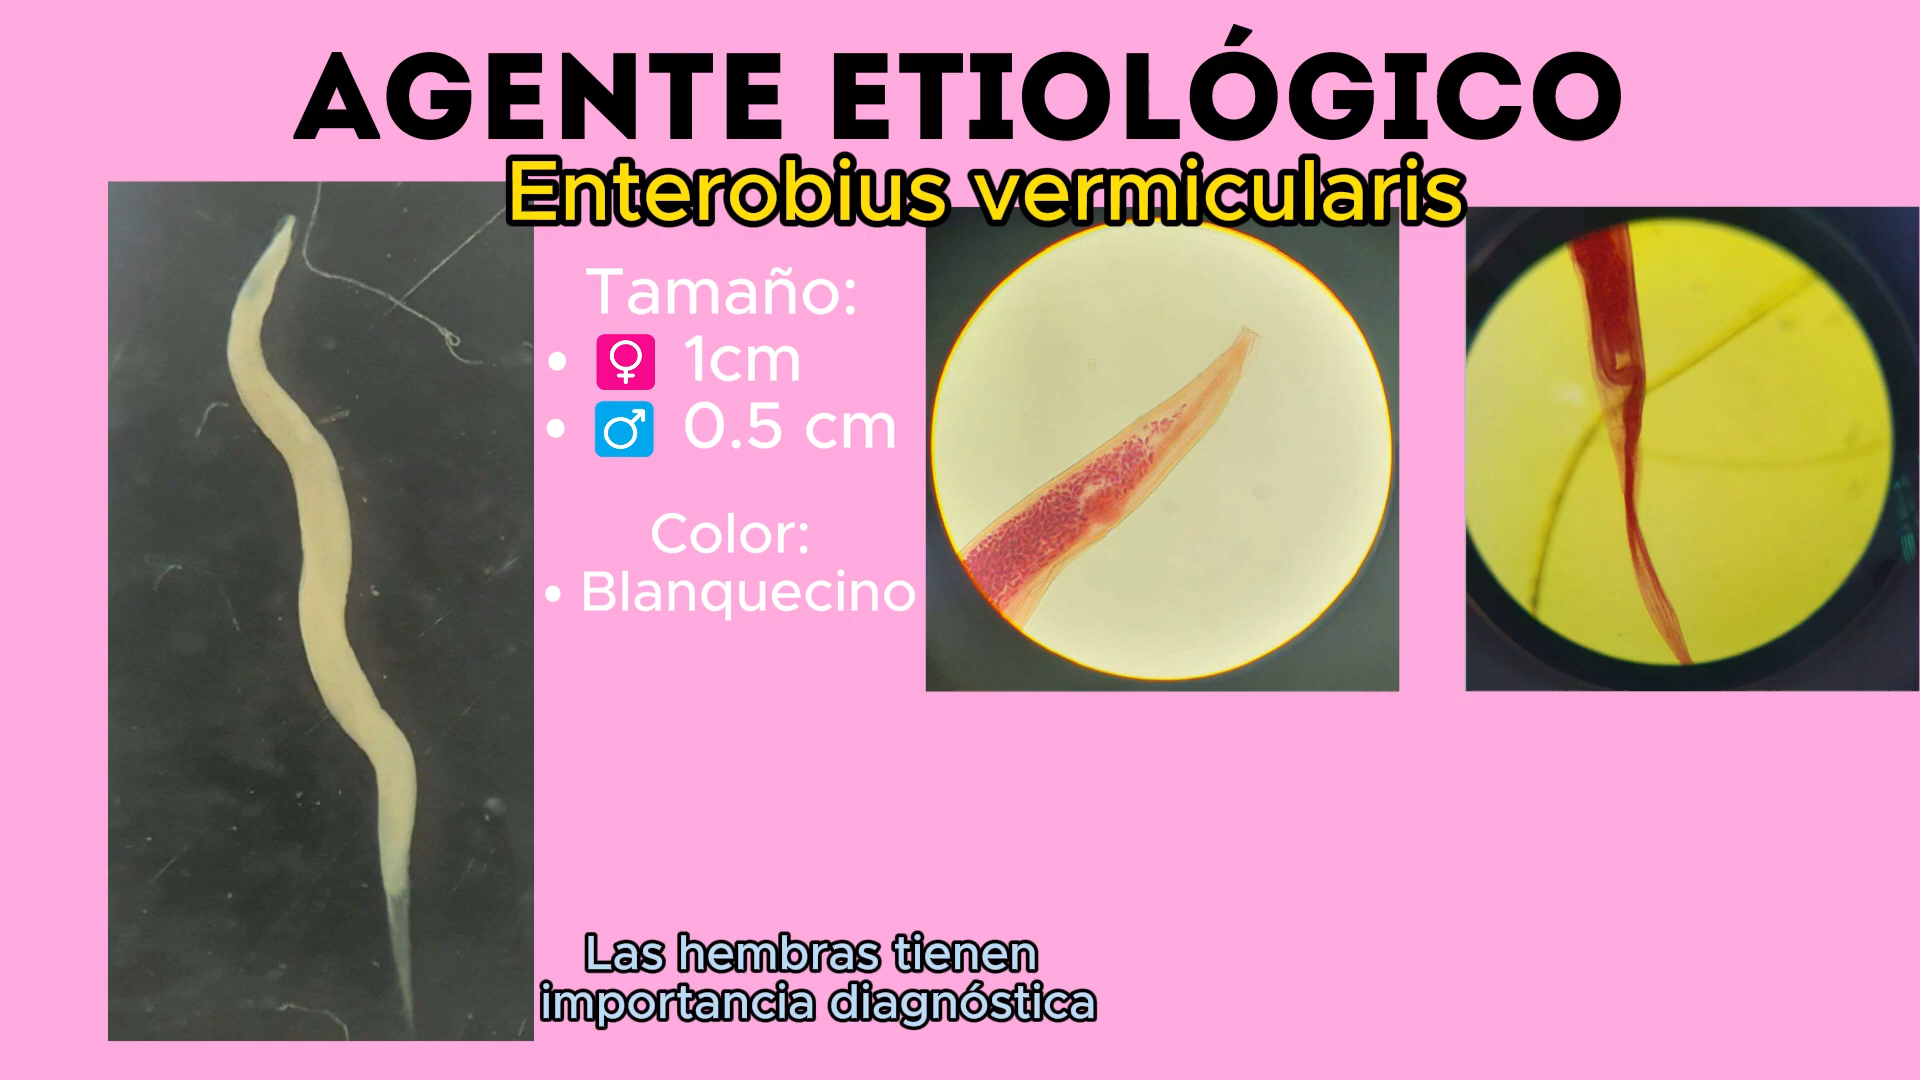 AGENTE ETIOLÓGICO
Enterobius vermicularis
Tamaño:
• ♀ 1cm
• ♂ 0.5 cm
Color:
• Blanquecino
Las hembras tienen
importancia diagnóstica